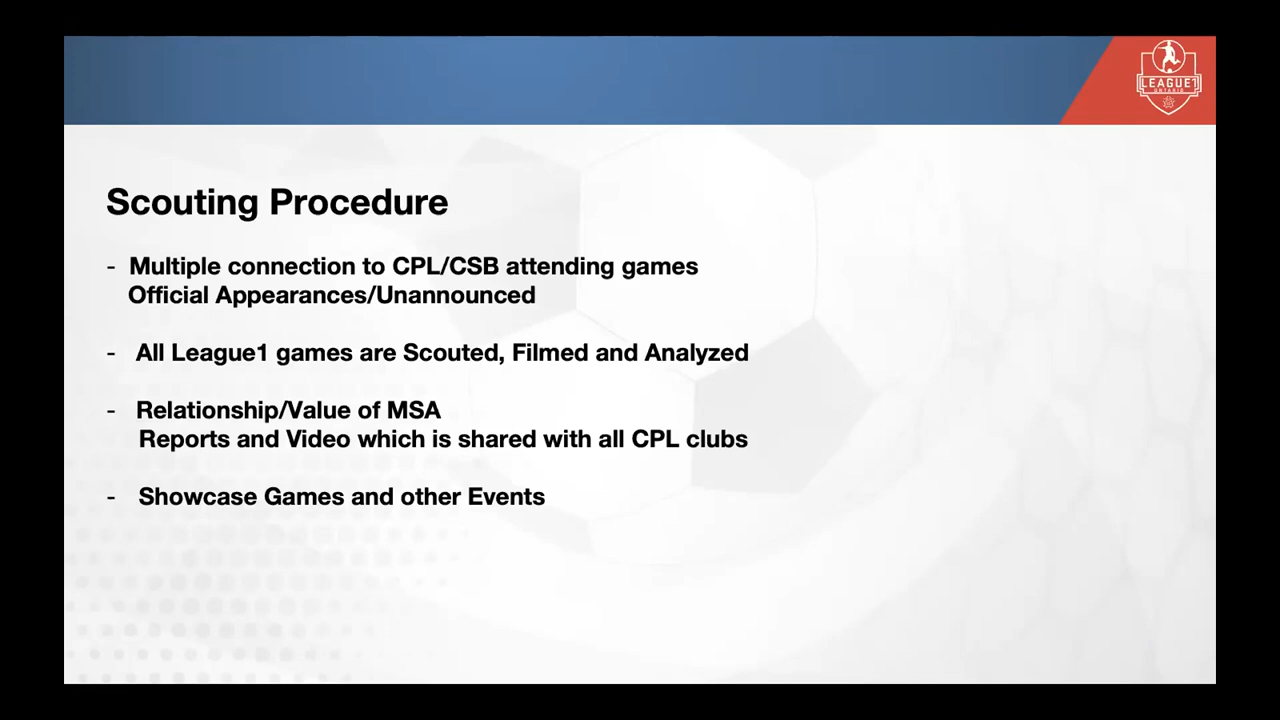 LEAGUE1
ONTARIO
Scouting Procedure
- Multiple connection to CPL/CSB attending games
Official Appearances/Unannounced
- All League1 games are Scouted, Filmed and Analyzed
- Relationship/Value of MSA
Reports and Video which is shared with all CPL clubs
- Showcase Games and other Events